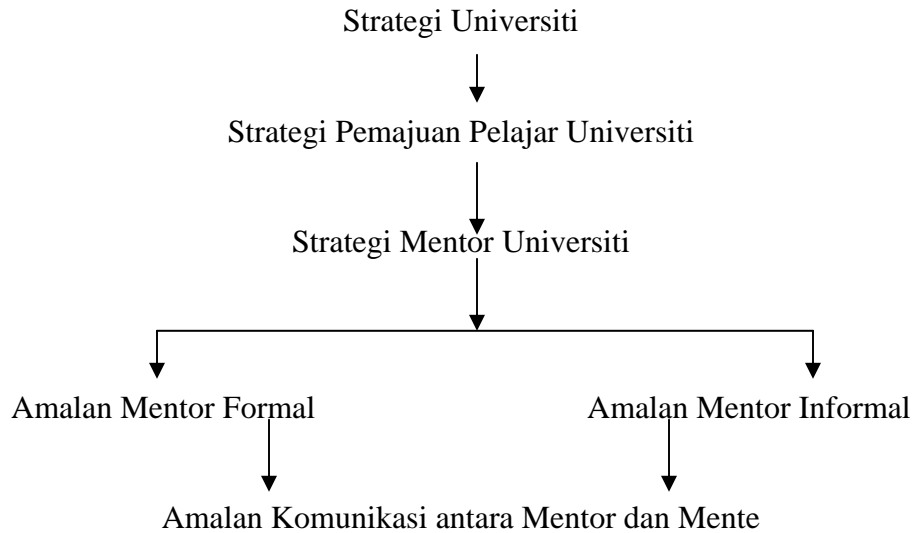 Strategi Universiti
Strategi Pemajuan Pelajar Universiti
Strategi Mentor Universiti
Amalan Mentor Formal
Amalan Mentor Informal
Amalan Komunikasi antara Mentor dan Mente